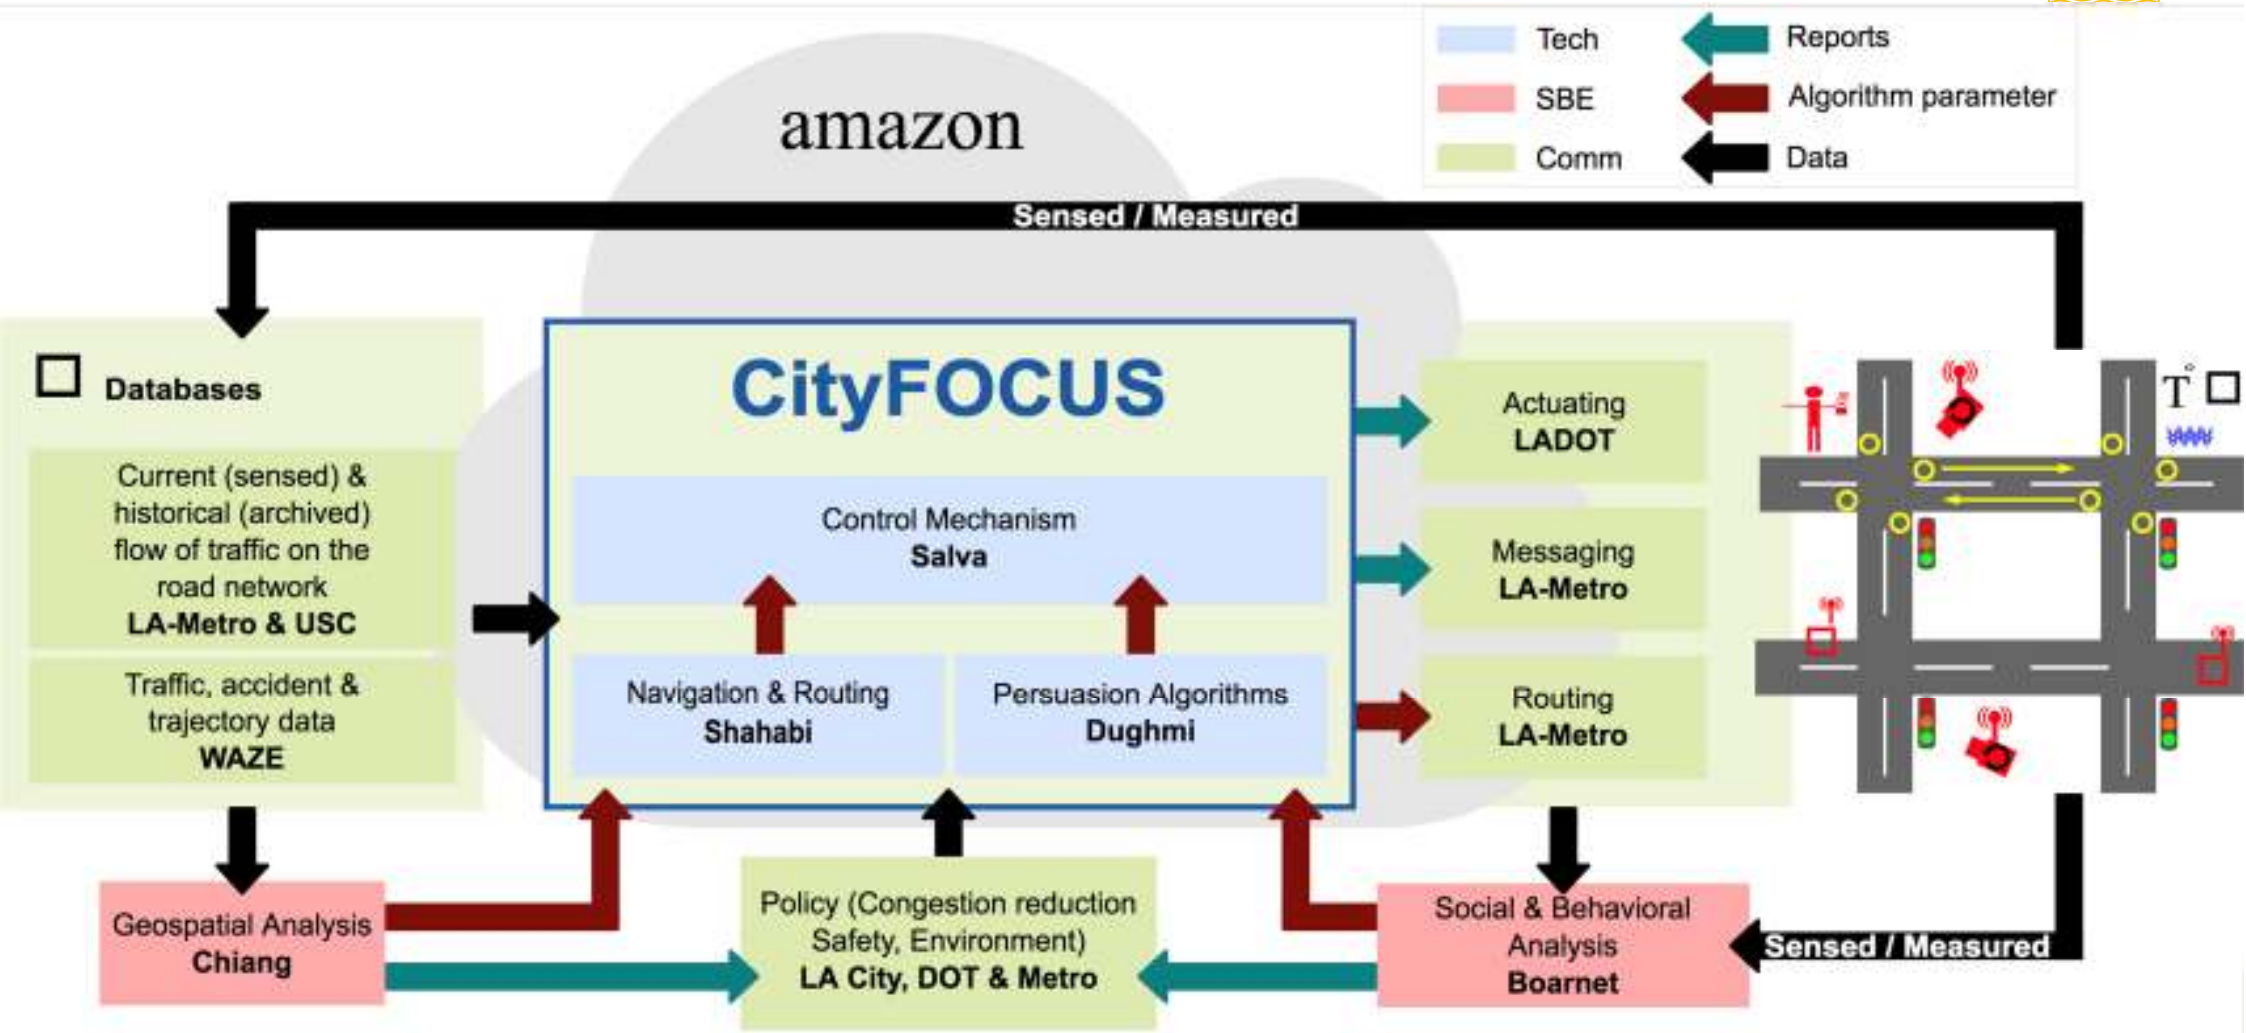 amazon
Tech
Reports
SBE
Algorithm parameter
Comm
Data
Sensed / Measured
Databases
Current (sensed) &
historical (archived)
flow of traffic on the
road network
LA-Metro & USC
Traffic, accident &
trajectory data
WAZE
CityFOCUS
Control Mechanism
Salva
Navigation & Routing
Shahabi
Persuasion Algorithms
Dughmi
Actuating
LADOT
Messaging
LA-Metro
Routing
LA-Metro
T°
Geospatial Analysis
Chiang
Policy (Congestion reduction
Safety, Environment)
LA City, DOT & Metro
Social & Behavioral
Analysis
Boarnet
Sensed / Measured